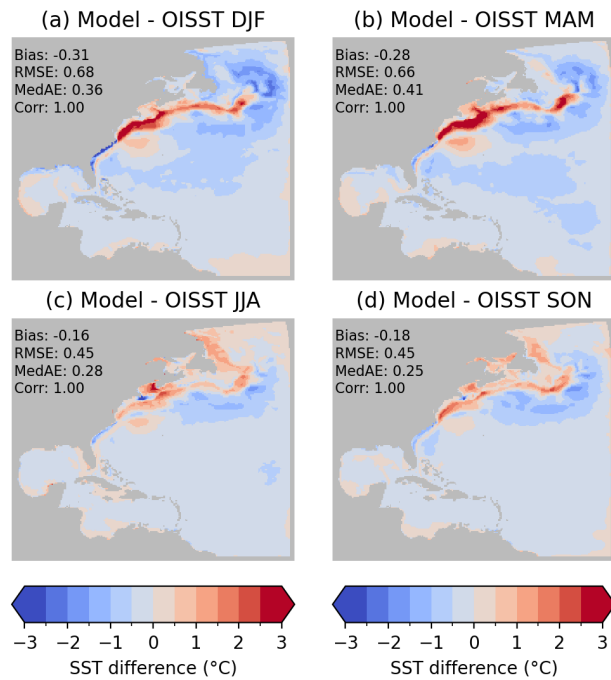 (a) Model - OISST DJF
Bias: -0.31
RMSE: 0.68
MedAE: 0.36
Corr: 1.00
(b) Model - OISST MAM
Bias: -0.28
RMSE: 0.66
MedAE: 0.41
Corr: 1.00
(c) Model - OISST JJA
Bias: -0.16
RMSE: 0.45
MedAE: 0.28
Corr: 1.00
(d) Model - OISST SON
Bias: -0.18
RMSE: 0.45
MedAE: 0.25
Corr: 1.00
−3 −2 −1 0 1 2 3
SST difference (°C)
−3 −2 −1 0 1 2 3
SST difference (°C)